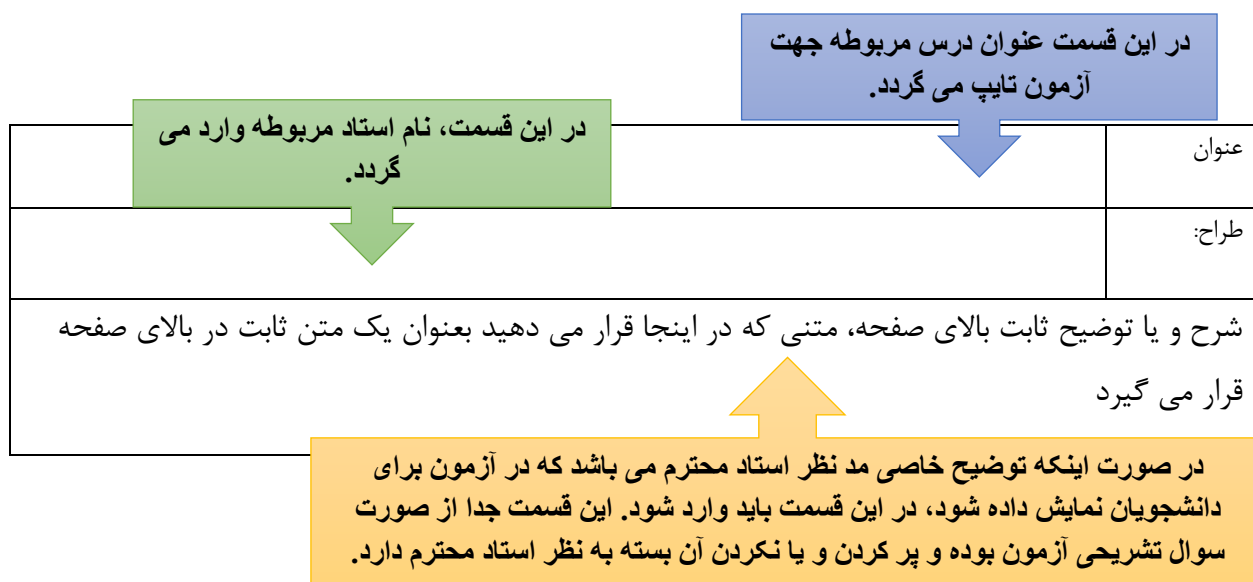 در این قسمت عنوان درس مربوطه جهت
آزمون تایپ می گردد.
در این قسمت، نام استاد مربوطه وارد می
گردد.
عنوان
طراح:
شرح و یا توضیح ثابت بالای صفحه، متنی که در اینجا قرار می دهید بعنوان یک متن ثابت در بالای صفحه
قرار می گیرد
در صورت اینکه توضیح خاصی مد نظر استاد محترم می باشد که در آزمون برای
دانشجویان نمایش داده شود، در این قسمت باید وارد شود. این قسمت جدا از صورت
سوال تشریحی آزمون بوده و پر کردن و یا نکردن آن بسته به نظر استاد محترم دارد.